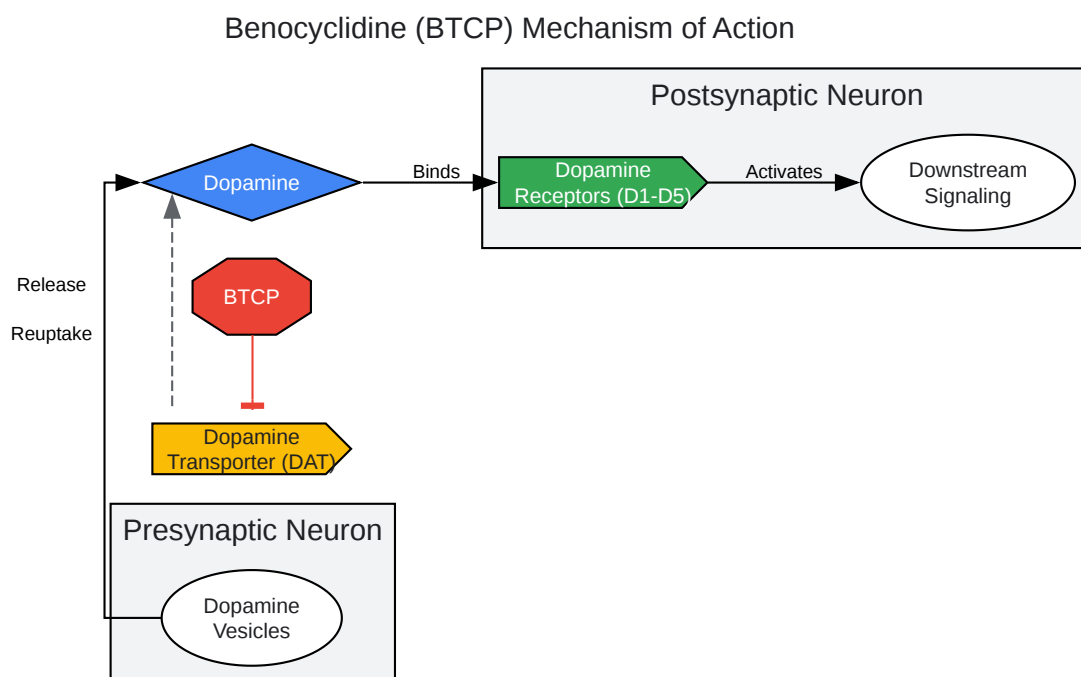 Benocyclidine (BTCP) Mechanism of Action
Postsynaptic Neuron
Dopamine
Binds
Dopamine
Receptors (D1-D5)
Activates
Downstream
Signaling
Release
Reuptake
BTCP
Dopamine
Transporter (DAT)
Presynaptic Neuron
Dopamine
Vesicles